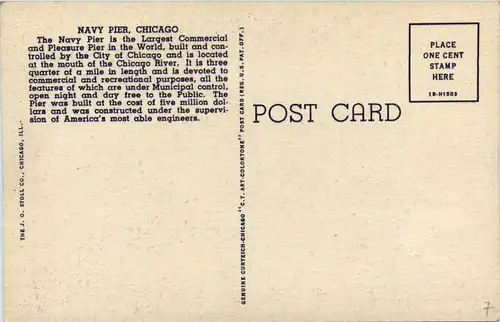 NAVY PIER, CHICAGO
The Navy Pier is the Largest Commercial
and Pleasure Pier in the World, built and con-
trolled by the City of Chicago and is located
at the mouth of the Chicago River. It is three
quarter of a mile in length and is devoted to
commercial and recreational purposes, all the
features of which are under Municipal control,
open night and day free to the Public. The
Pier was built at the cost of five million dol-
lars and was constructed under the supervi-
sion of America's most able engineers.
THE J. O. STOLL CO., CHICAGO, ILL.
GENUINE CURTEICH-CHICAGO "C.T. ART-COLORTONE" POST CARD (REG. U.S. PAT. OFF.)
POST CARD
PLACE
ONE CENT
STAMP
HERE
1B-H1503
7